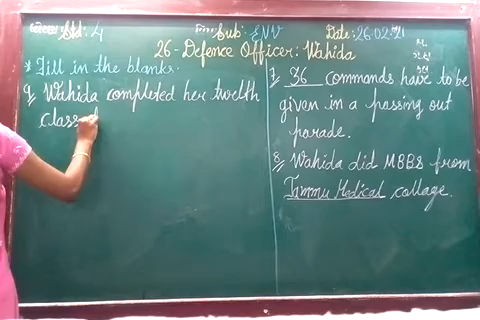 Std: 4 Sub: ENV Date: 26.02.21
26- Defence Officer: Wahida
* Fill in the blanks.
9 Wahida completed her twelth
class
7 36 commands have to be
given in a passing out
parade.
8 Wahida did MBBS from
Jammu Medical collage.